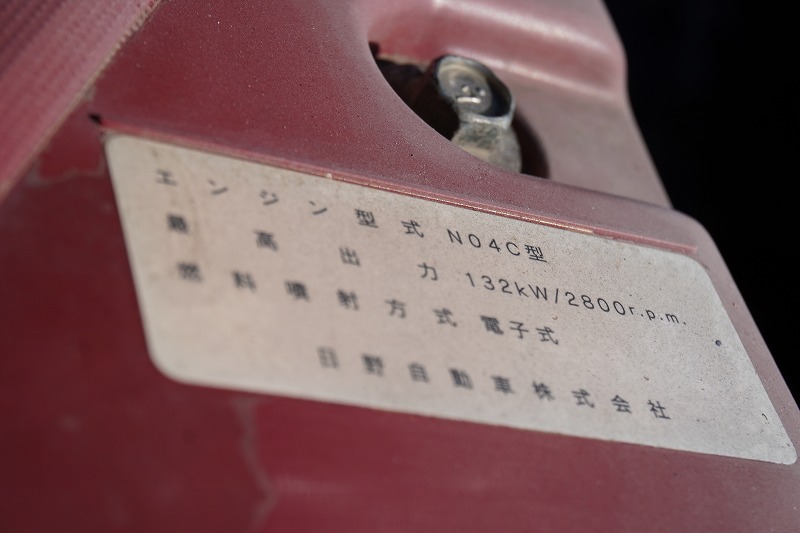 エンジン型式 N04C型
最高出力 132kW/2800r.p.m.
燃料噴射方式 電子式
日野自動車株式会社